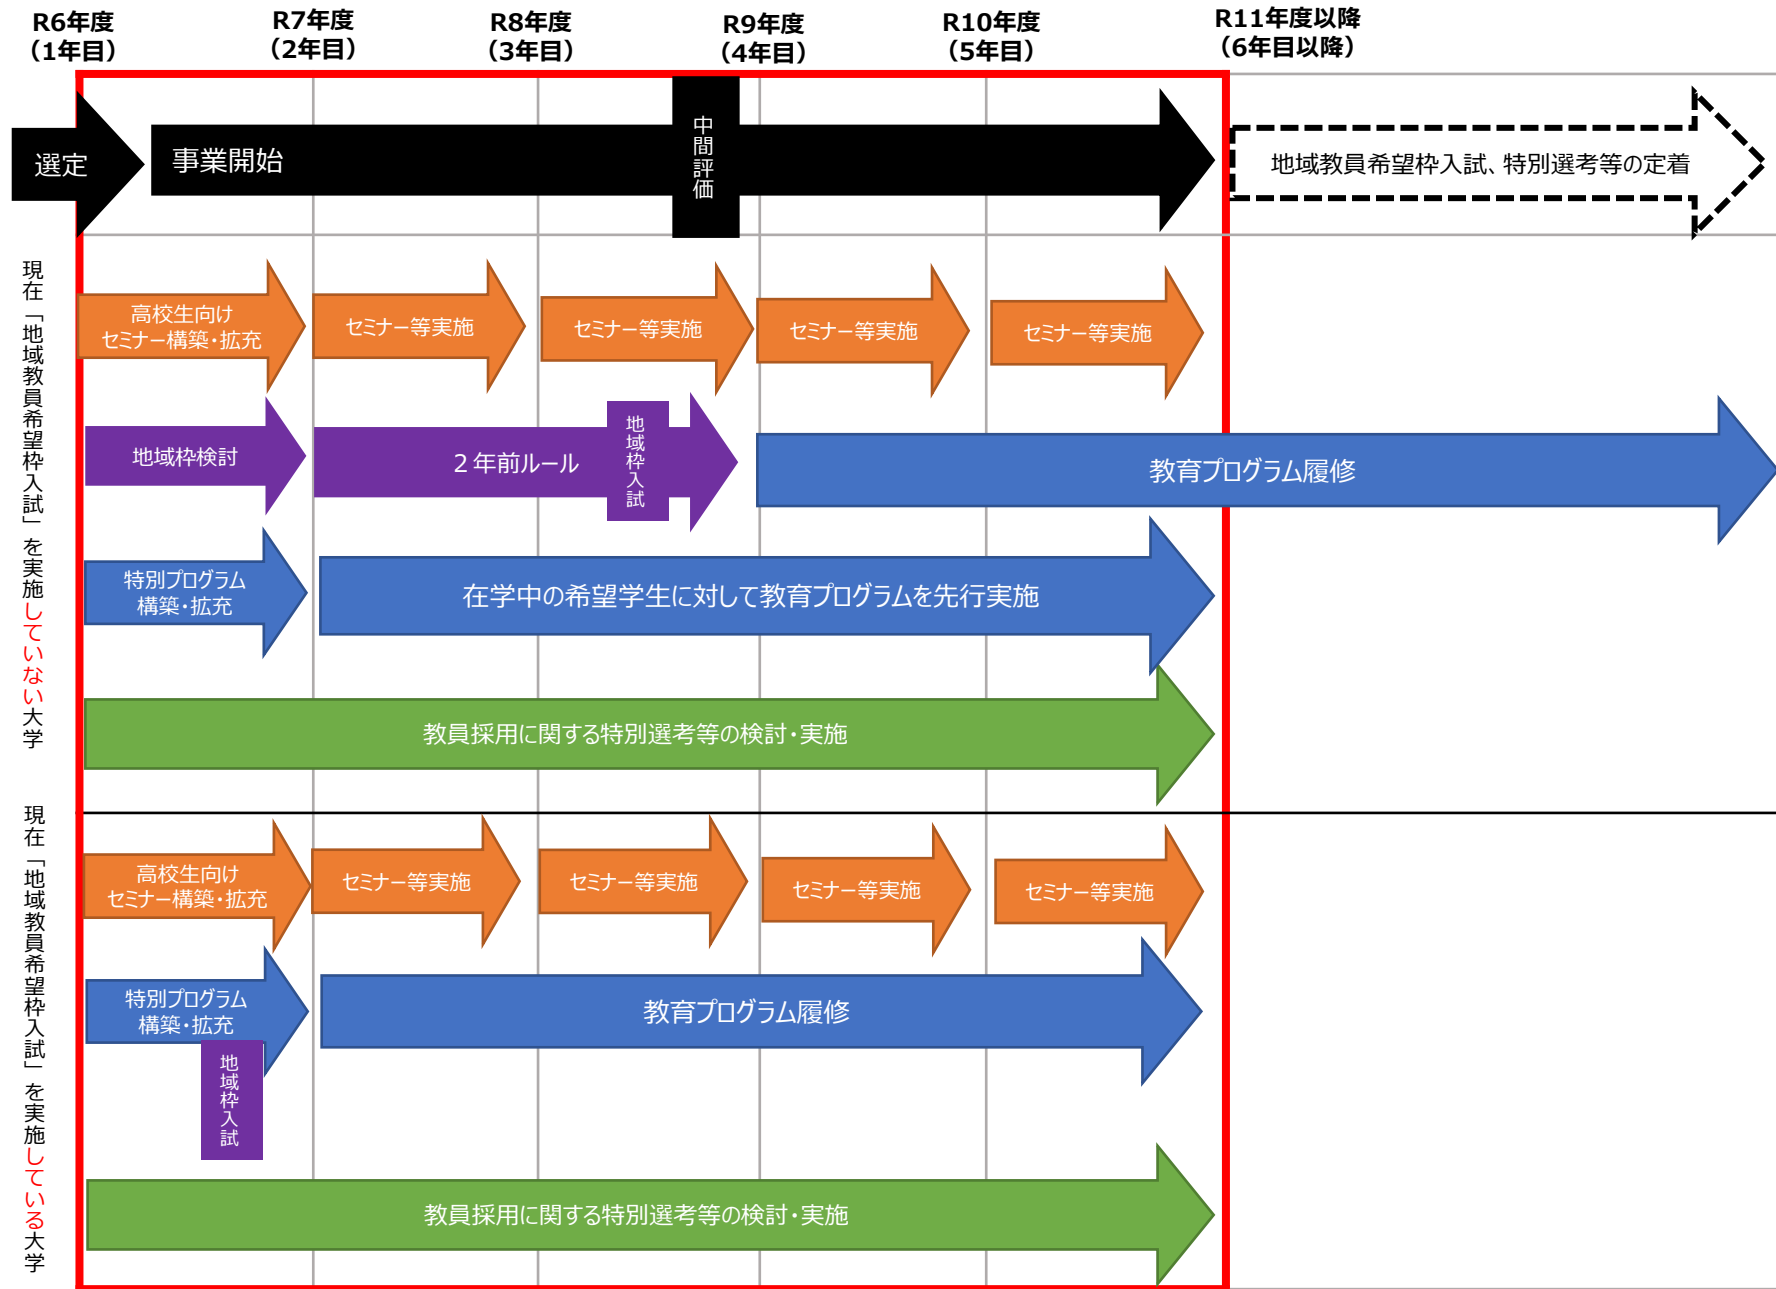 R6年度
（1年目）
R7年度
（2年目）
R8年度
（3年目）
R9年度
（4年目）
R10年度
（5年目）
R11年度以降
（6年目以降）
選定
事業開始
中間評価
地域教員希望枠入試、特別選考等の定着
現在「地域教員希望枠入試」を実施していない大学
高校生向け
セミナー構築・拡充
セミナー等実施
セミナー等実施
セミナー等実施
セミナー等実施
地域枠検討
２年前ルール
地域枠入試
教育プログラム履修
特別プログラム
構築・拡充
在学中の希望学生に対して教育プログラムを先行実施
教員採用に関する特別選考等の検討・実施
現在「地域教員希望枠入試」を実施している大学
高校生向け
セミナー構築・拡充
セミナー等実施
セミナー等実施
セミナー等実施
セミナー等実施
特別プログラム
構築・拡充
地域枠入試
教育プログラム履修
教員採用に関する特別選考等の検討・実施